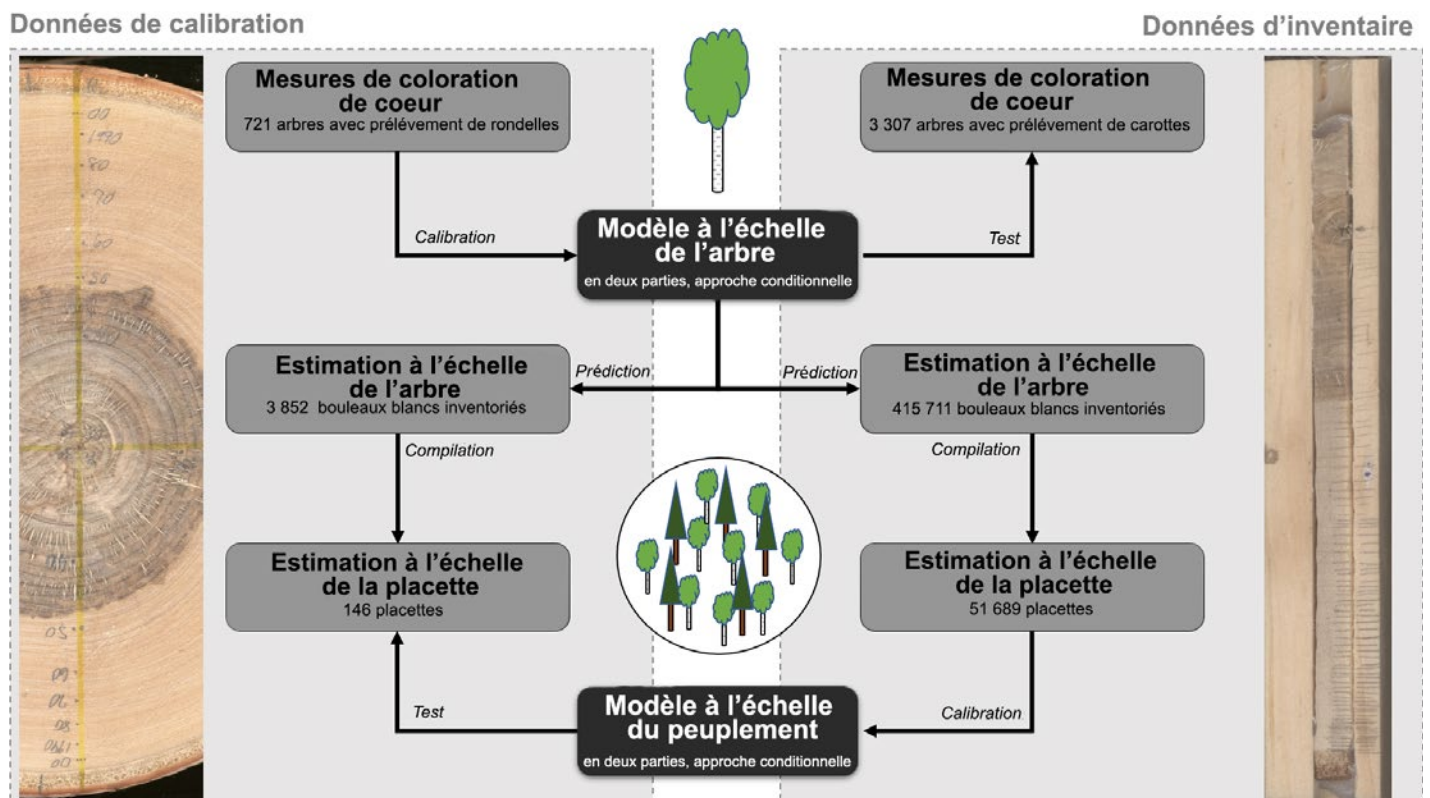 Données de calibration
Données d'inventaire
Mesures de coloration
de coeur
721 arbres avec prélévement de rondelles
Mesures de coloration
de coeur
3 307 arbres avec prélévement de carottes
Calibration
Modèle à l'échelle
de l'arbre
en deux parties, approche conditionnelle
Test
Estimation à l'échelle
de l'arbre
3 852 bouleaux blancs inventoriés
Prédiction
Prédiction
Estimation à l'échelle
de l'arbre
415 711 bouleaux blancs inventoriés
Compilation
Compilation
Estimation à l'échelle
de la placette
146 placettes
Estimation à l'échelle
de la placette
51 689 placettes
Test
Modèle à l'échelle
du peuplement
en deux parties, approche conditionnelle
Calibration